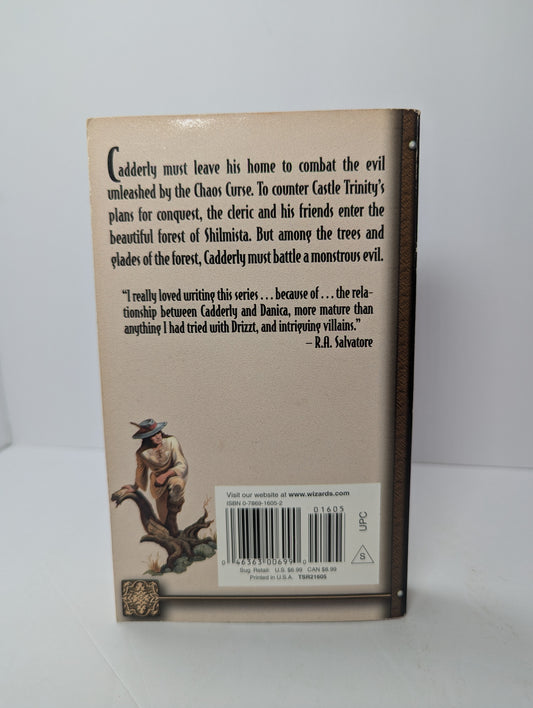 Cadderly must leave his home to combat the evil
unleashed by the Chaos Curse. To counter Castle Trinity's
plans for conquest, the cleric and his friends enter the
beautiful forest of Shilmista. But among the trees and
glades of the forest, Cadderly must battle a monstrous evil.
"I really loved writing this series . . . because of . . . the rela-
tionship between Cadderly and Danica, more mature than
anything I had tried with Drizzt, and intriguing villains."
– R.A. Salvatore
Visit our website at www.wizards.com
ISBN 0-7869-1605-2
01605
UPC
S
0 46363 00699 0
Sug. Retail: U.S. $6.99 CAN $6.99
Printed in U.S.A. TSR21605